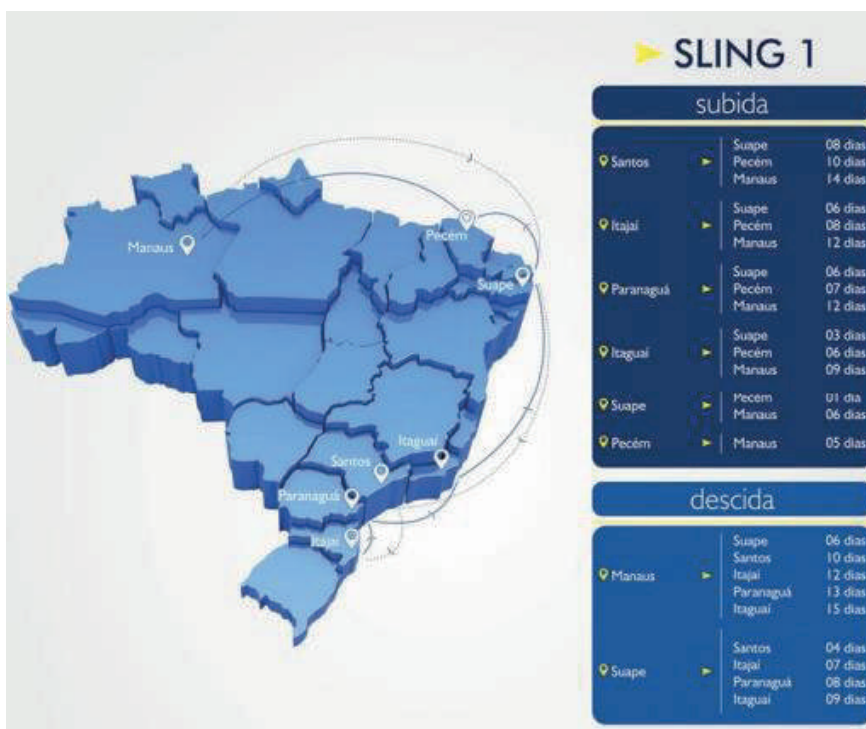 SLING 1
subida
Santos
Suape 08 dias
Pecém 10 dias
Manaus 14 dias
Itajaí
Suape 06 dias
Pecém 08 dias
Manaus 12 dias
Paranaguá
Suape 06 dias
Pecém 07 dias
Manaus 12 dias
Itaguaí
Suape 03 dias
Pecém 06 dias
Manaus 09 dias
Suape
Pecém 01 dia
Manaus 06 dias
Pecém
Manaus 05 dias
descida
Manaus
Suape 06 dias
Santos 10 dias
Itajaí 12 dias
Paranaguá 13 dias
Itaguaí 15 dias
Suape
Santos 04 dias
Itajaí 07 dias
Paranaguá 08 dias
Itaguaí 09 dias
Manaus
Pecém
Suape
Itaguaí
Santos
Paranaguá
Itajaí